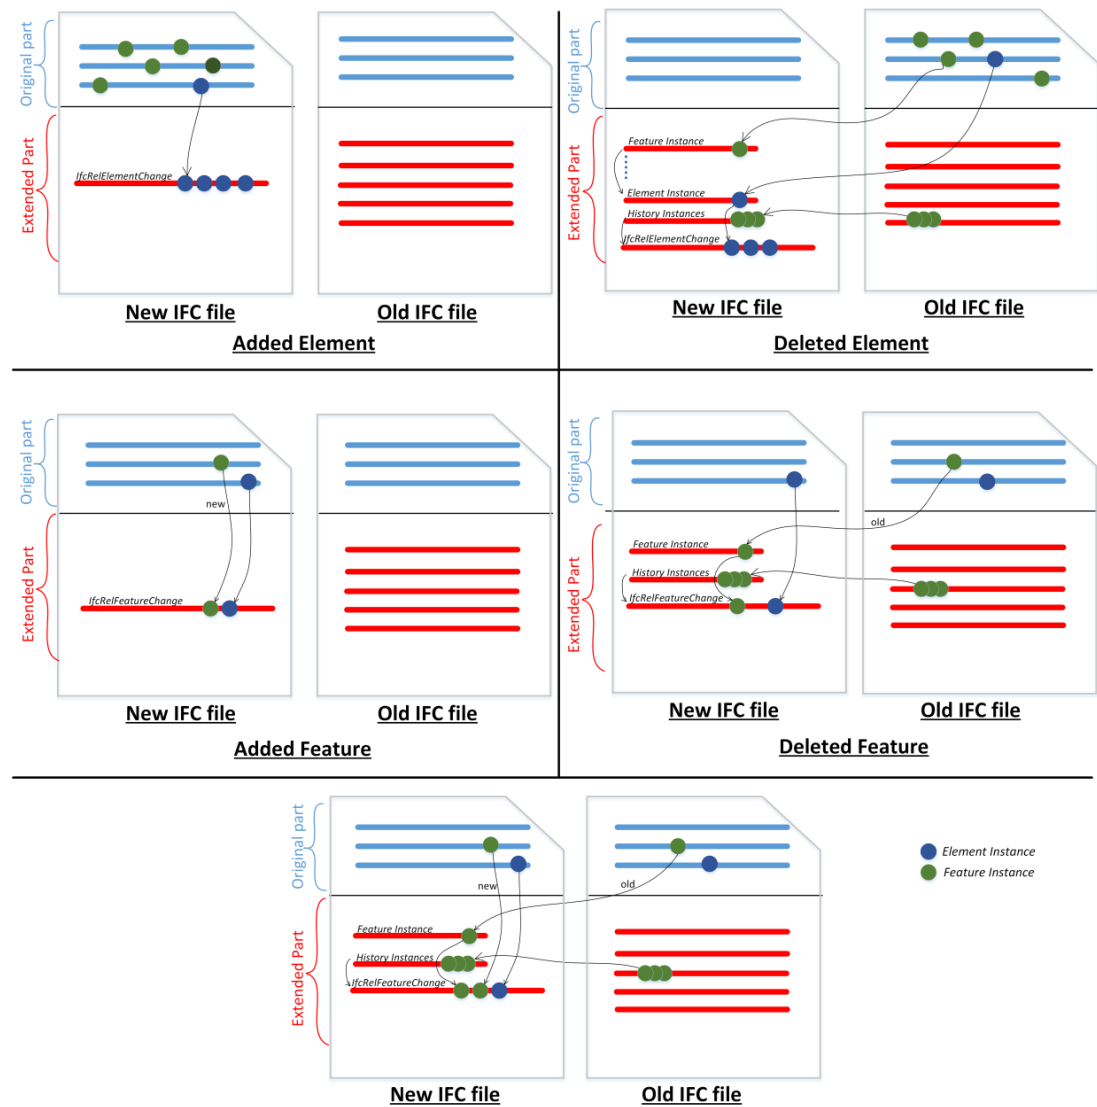 Original part
Extended Part
IfcRelElementChange
New IFC file
Old IFC file
Added Element
Original part
Extended Part
Feature Instance
Element Instance
History Instances
IfcRelElementChange
New IFC file
Old IFC file
Deleted Element
Original part
new
Extended Part
IfcRelFeatureChange
New IFC file
Old IFC file
Added Feature
Original part
old
Extended Part
Feature Instance
History Instances
IfcRelFeatureChange
New IFC file
Old IFC file
Deleted Feature
Original part
new
old
Extended Part
Feature Instance
History Instances
IfcRelFeatureChange
New IFC file
Old IFC file
Element Instance
Feature Instance